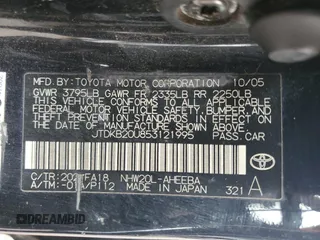 MFD. BY: TOYOTA MOTOR CORPORATION 10/05
GVWR 3795LB GAWR FR 2335LB RR 2250LB
THIS VEHICLE CONFORMS TO ALL APPLICABLE
FEDERAL MOTOR VEHICLE SAFETY, BUMPER,
AND THEFT PREVENTION STANDARDS IN EFFECT
ON THE DATE OF MANUFACTURE SHOWN ABOVE.
JTDKB20U853121995 PASS. CAR
C/TR: 202 FA18 NHW20L-AHEEBA
A/TM: -01A/P112 MADE IN JAPAN 321 A
TOYOTA
DREAMBID